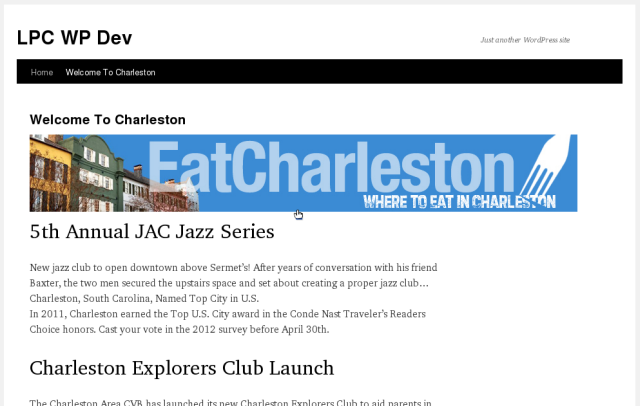 LPC WP Dev
Just another WordPress site
Home Welcome To Charleston
Welcome To Charleston
EatCharleston
WHERE TO EAT IN CHARLESTON
5th Annual JAC Jazz Series
New jazz club to open downtown above Sermet's! After years of conversation with his friend
Baxter, the two men secured the upstairs space and set about creating a proper jazz club…
Charleston, South Carolina, Named Top City in U.S.
In 2011, Charleston earned the Top U.S. City award in the Conde Nast Traveler's Readers
Choice honors. Cast your vote in the 2012 survey before April 30th.
Charleston Explorers Club Launch
The Charleston Area CVB has launched its new Charleston Explorers Club to aid parents in